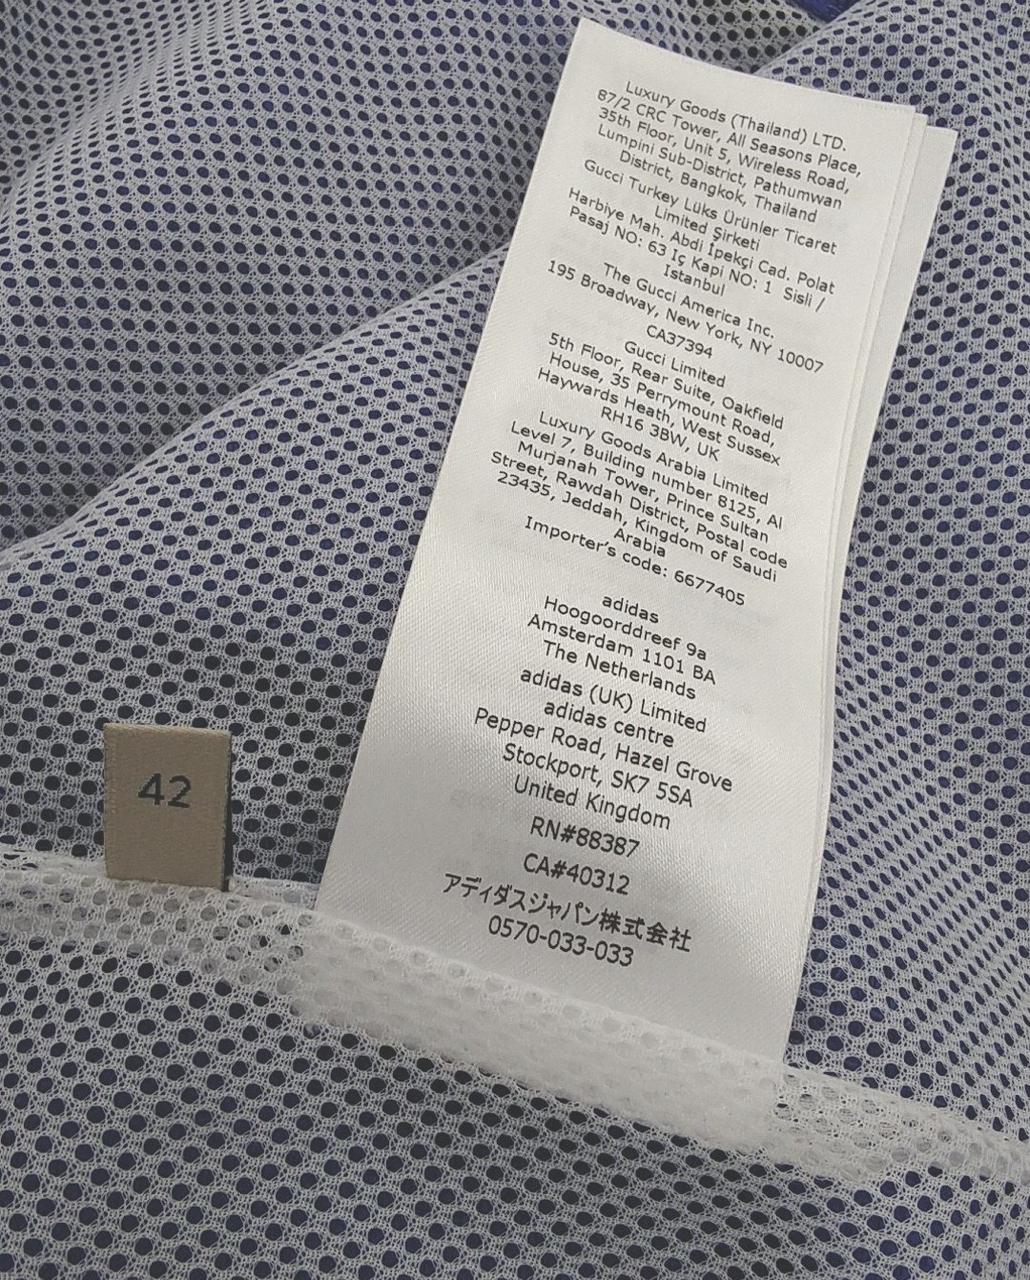 Luxury Goods (Thailand) LTD.
87/2 CRC Tower, All Seasons Place,
35th Floor, Unit 5, Wireless Road,
Lumpini Sub-District, Pathumwan
District, Bangkok, Thailand
Gucci Turkey Lüks Ürünler Ticaret
Limited Şirketi
Harbiye Mah. Abdi İpekçi Cad. Polat
Pasaj NO: 63 Iç Kapi NO: 1 Sisli /
Istanbul
The Gucci America Inc.
195 Broadway, New York, NY 10007
CA37394
Gucci Limited
5th Floor, Rear Suite, Oakfield
House, 35 Perrymount Road,
Haywards Heath, West Sussex
RH16 3BW, UK
Luxury Goods Arabia Limited
Level 7, Building number 8125, Al
Murjanah Tower, Prince Sultan
Street, Rawdah District, Postal code
23435, Jeddah, Kingdom of Saudi
Arabia
Importer's code: 6677405
adidas
Hoogoorddreef 9a
Amsterdam 1101 BA
The Netherlands
adidas (UK) Limited
adidas centre
Pepper Road, Hazel Grove
Stockport, SK7 5SA
United Kingdom
RN#88387
CA#40312
アディダスジャパン株式会社
0570-033-033
42